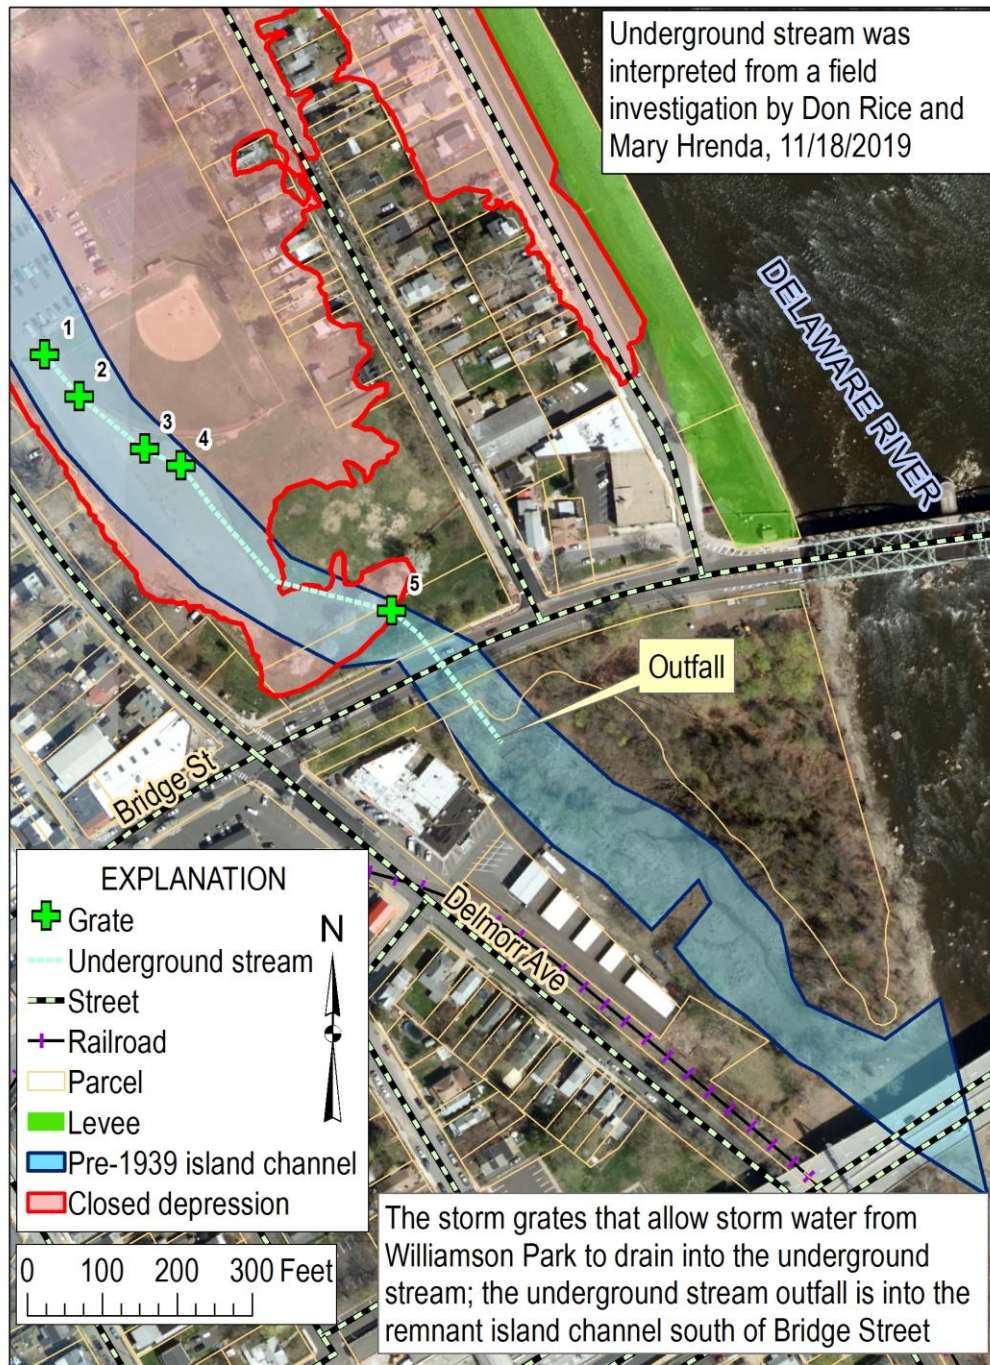 Underground stream was
interpreted from a field
investigation by Don Rice and
Mary Hrenda, 11/18/2019
DELAWARE RIVER
1
2
3
4
5
Outfall
Bridge St
Delmorr Ave
EXPLANATION
Grate
Underground stream
Street
Railroad
Parcel
Levee
Pre-1939 island channel
Closed depression
N
0 100 200 300 Feet
The storm grates that allow storm water from
Williamson Park to drain into the underground
stream; the underground stream outfall is into the
remnant island channel south of Bridge Street